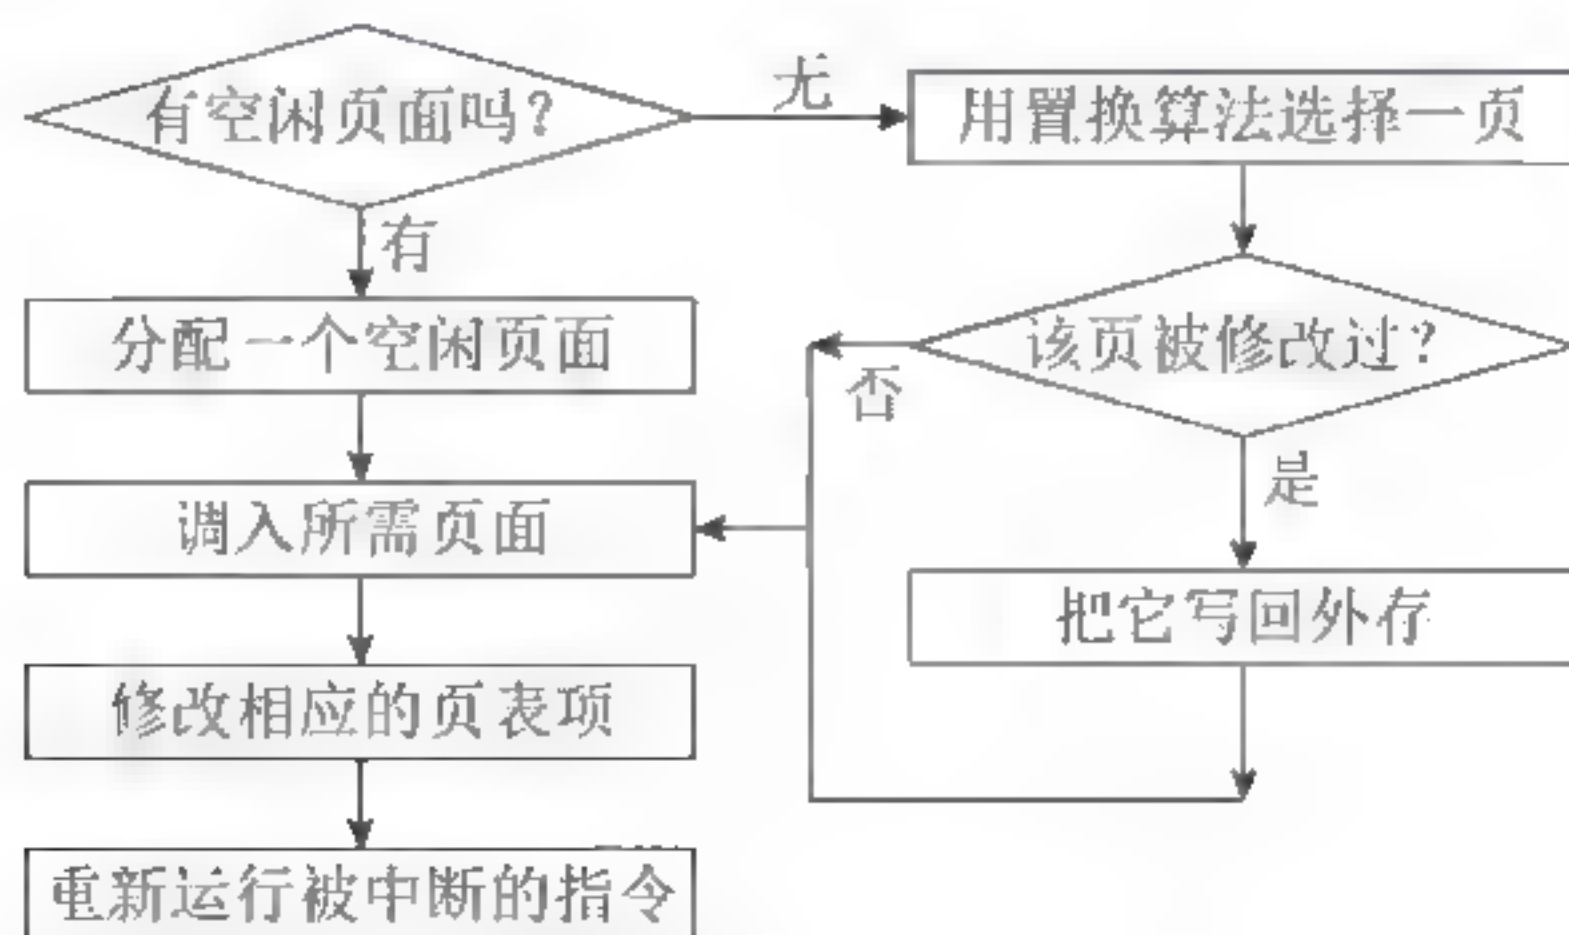 有空闲页面吗?
无
用置换算法选择一页
有
分配一个空闲页面
该页被修改过?
否
调入所需页面
是
把它写回外存
修改相应的页表项
重新运行被中断的指令